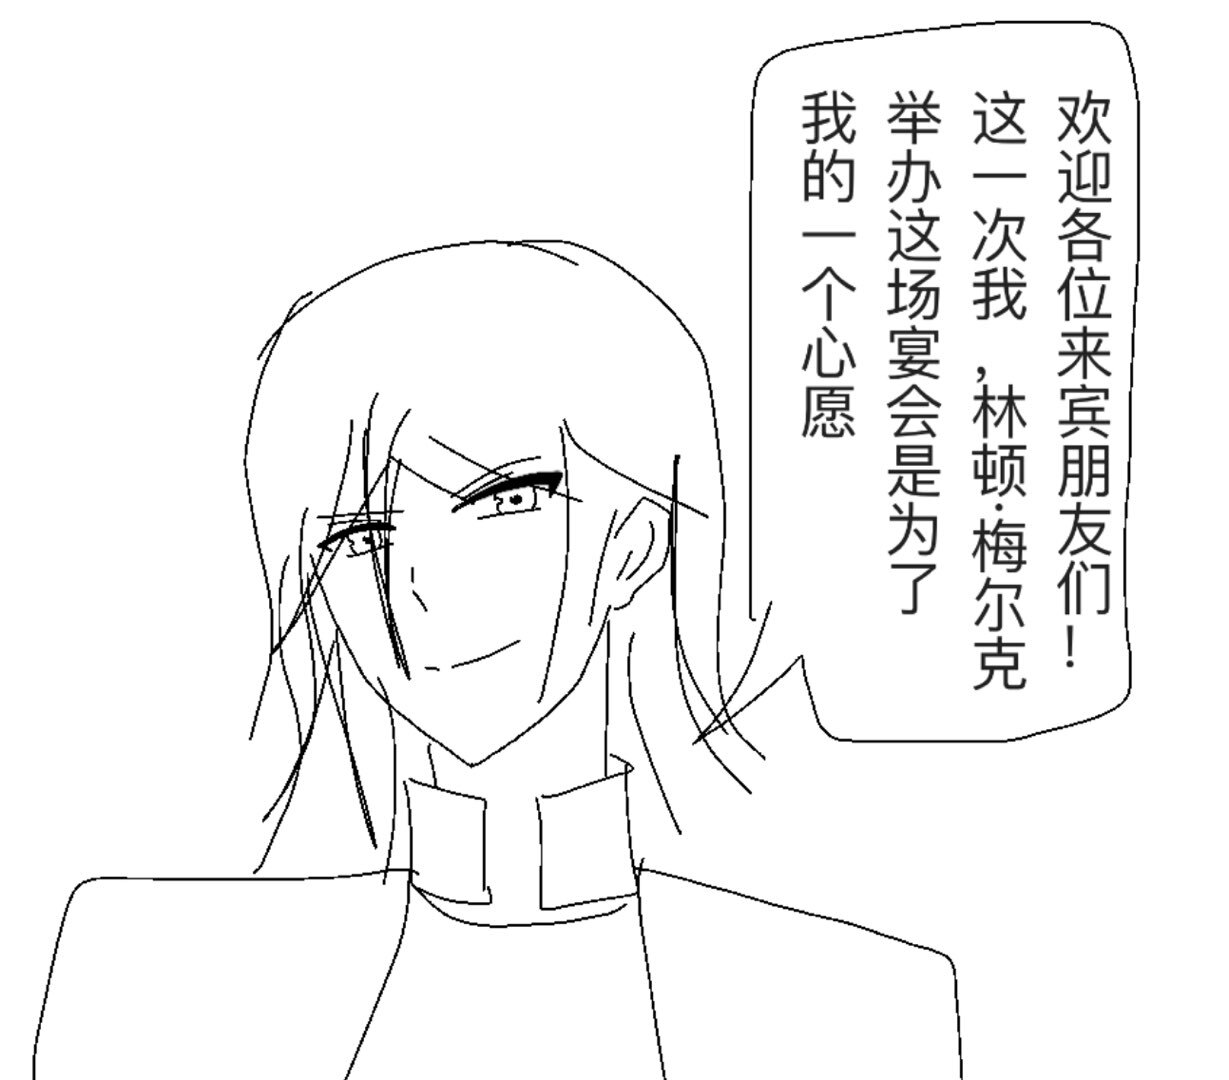 欢迎各位来宾朋友们！
这一次我，林顿·梅尔克
举办这场宴会是为了
我的一个心愿